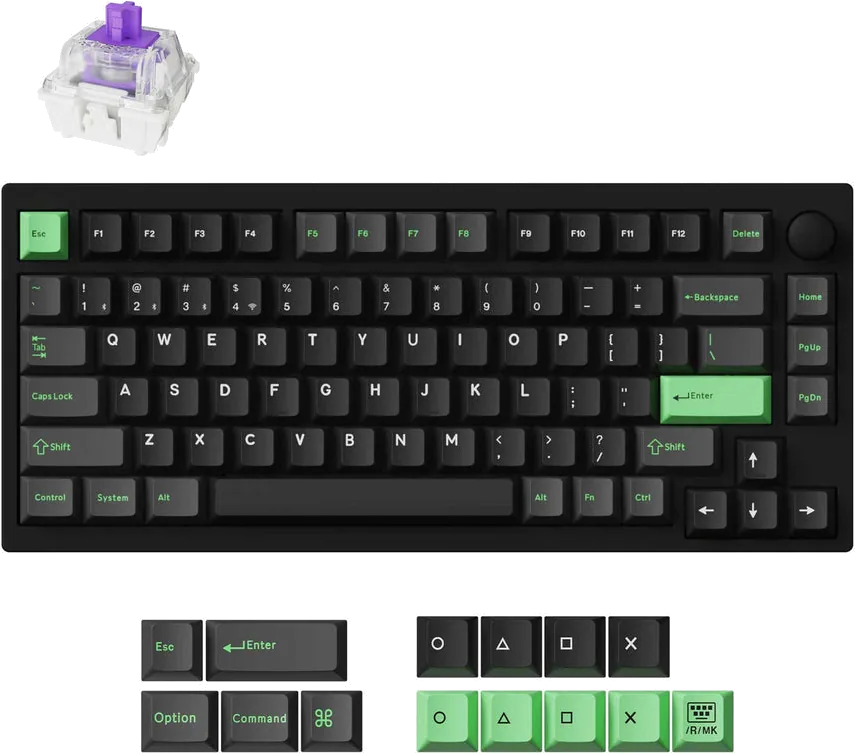 Esc F1 F2 F3 F4 F5 F6 F7 F8 F9 F10 F11 F12 Delete
~ ! @ # $ % ^ & * ( ) — +
` 1 2 3 4 5 6 7 8 9 0 - = ←Backspace Home
Tab Q W E R T Y U I O P { } |
[ ] \ PgUp
Caps Lock A S D F G H J K L : " Enter PgDn
; '
Shift Z X C V B N M < > ? Shift ↑
, . /
Control System Alt Alt Fn Ctrl ← ↓ →
Esc Enter ○ △ □ ✕
Option Command ⌘ ○ △ □ ✕ /R/MK